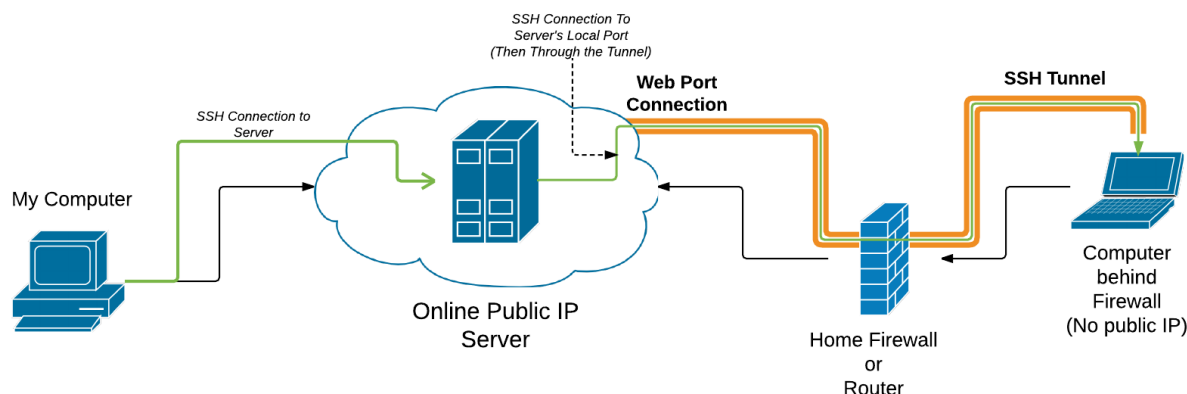 SSH Connection To
Server's Local Port
(Then Through the Tunnel)
Web Port
Connection
SSH Tunnel
SSH Connection to
Server
My Computer
Online Public IP
Server
Computer
behind
Firewall
(No public IP)
Home Firewall
or
Router